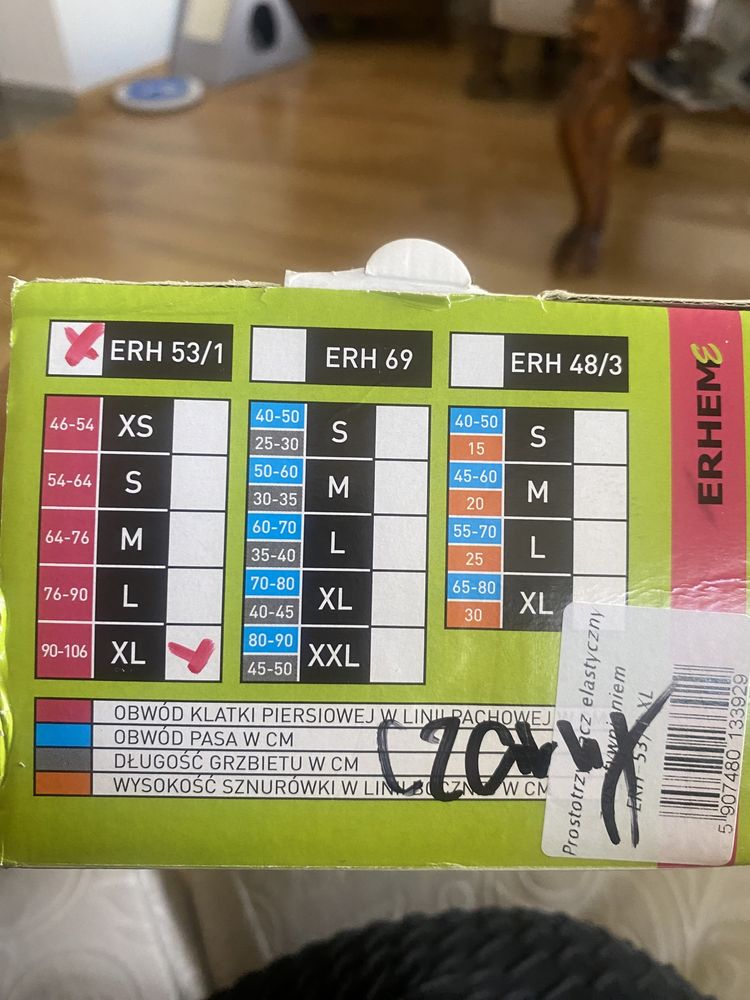 ERH 53/1
46-54 XS
54-64 S
64-76 M
76-90 L
90-106 XL
ERH 69
40-50
25-30
S
50-60
30-35
M
60-70
35-40
L
70-80
40-45
XL
80-90
45-50
XXL
ERH 48/3
40-50
15
S
45-60
20
M
55-70
25
L
65-80
30
XL
OBWÓD KLATKI PIERSIOWEJ W LINII PACHOWEJ
OBWÓD PASA W CM
DŁUGOŚĆ GRZBIETU W CM
WYSOKOŚĆ SZNURÓWKI W LINII BOCZNEJ W CM
ERHEM
Prostotrzymacz elastyczny
ERH 53/1 XL
5 907480 133929